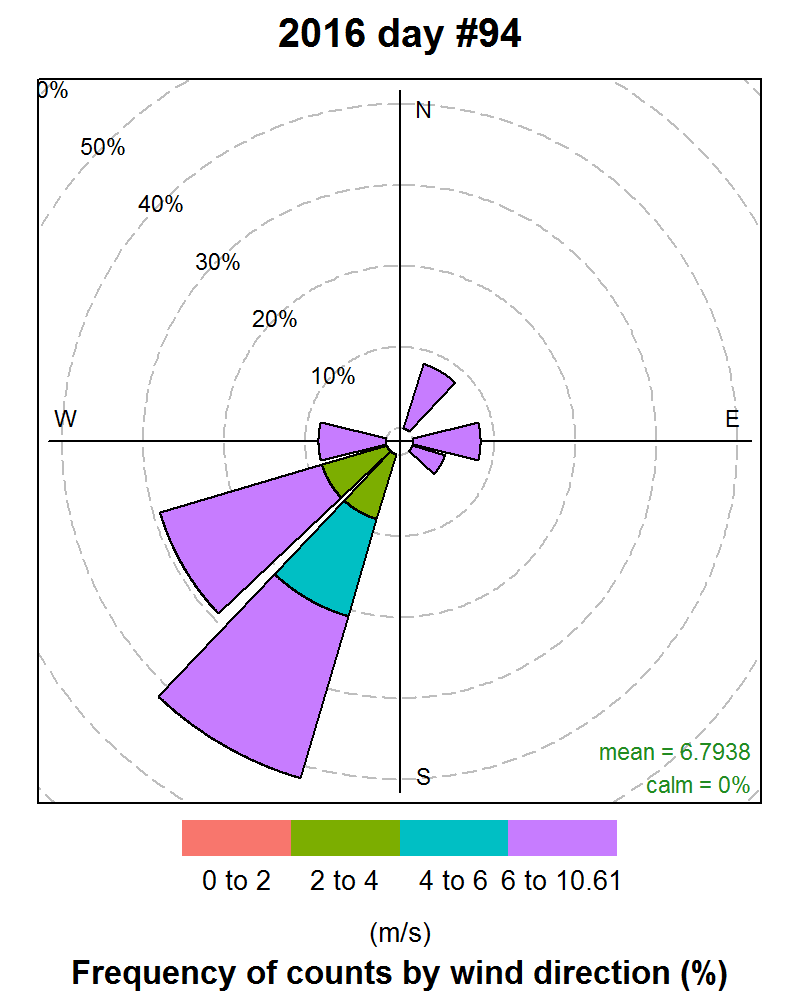 2016 day #94
0%
50%
N
40%
30%
20%
10%
W
E
mean = 6.7938
S
calm = 0%
0 to 2
2 to 4
4 to 6
6 to 10.61
(m/s)
Frequency of counts by wind direction (%)